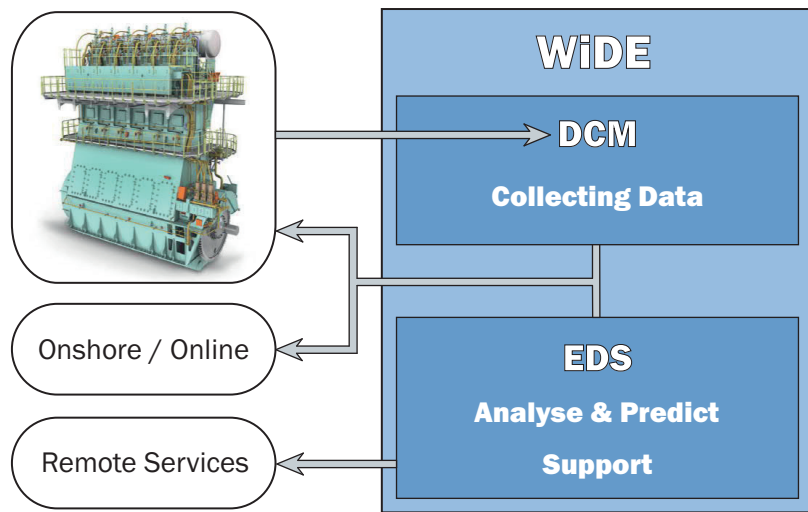 WiDE
DCM
Collecting Data
Onshore / Online
EDS
Analyse & Predict
Support
Remote Services